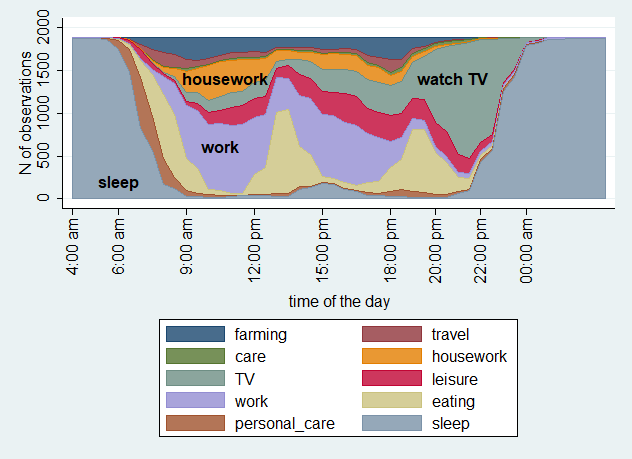 2000
1500
1000
500
0
N of observations
housework
watch TV
work
sleep
4:00 am
6:00 am
9:00 am
12:00 pm
15:00 pm
18:00 pm
20:00 pm
22:00 pm
00:00 am
time of the day
farming travel
care housework
TV leisure
work eating
personal_care sleep